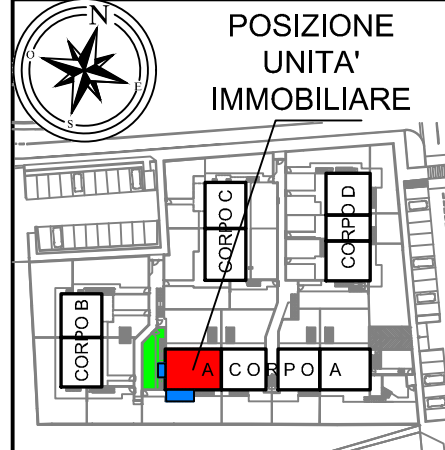 N
O
E
S
POSIZIONE
UNITA'
IMMOBILIARE
CORPO C
CORPO D
CORPO B
A CORPO A